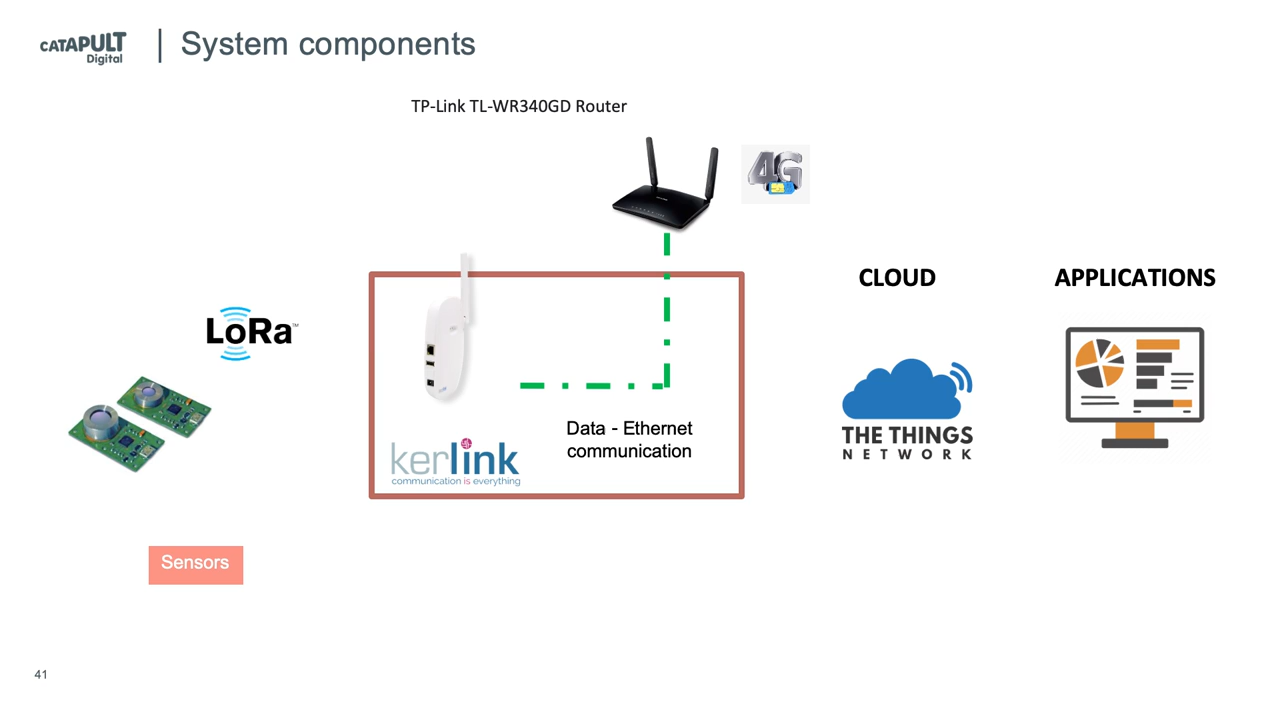 CATAPULT
Digital
System components
TP-Link TL-WR340GD Router
4G
CLOUD
APPLICATIONS
LoRa™
THE THINGS
NETWORK
Data - Ethernet
communication
kerlink
communication is everything
Sensors
41